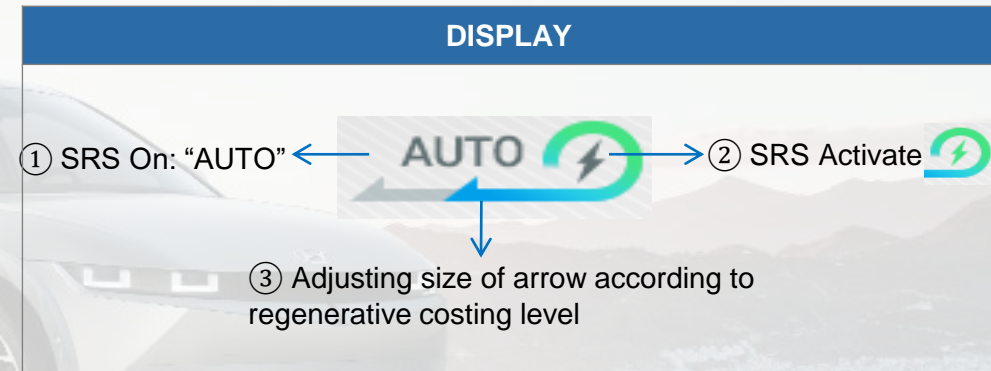 DISPLAY
① SRS On: “AUTO”
AUTO
② SRS Activate
③ Adjusting size of arrow according to
regenerative costing level